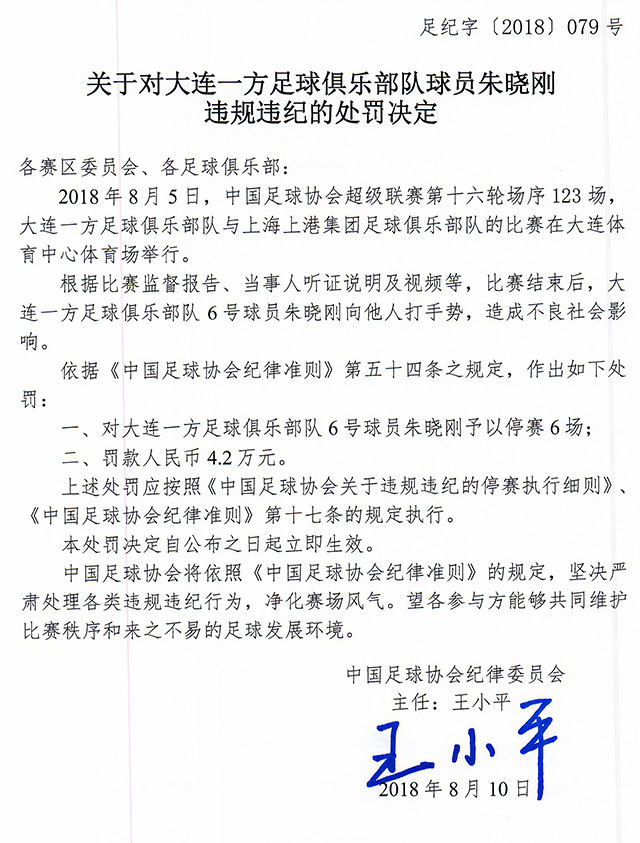 足纪字〔2018〕079号
关于对大连一方足球俱乐部队球员朱晓刚
违规违纪的处罚决定
各赛区委员会、各足球俱乐部：
2018年8月5日，中国足球协会超级联赛第十六轮场序123场，
大连一方足球俱乐部队与上海上港集团足球俱乐部队的比赛在大连体
育中心体育场举行。
根据比赛监督报告、当事人听证说明及视频等，比赛结束后，大
连一方足球俱乐部队6号球员朱晓刚向他人打手势，造成不良社会影
响。
依据《中国足球协会纪律准则》第五十四条之规定，作出如下处
罚：
一、对大连一方足球俱乐部队6号球员朱晓刚予以停赛6场；
二、罚款人民币4.2万元。
上述处罚应按照《中国足球协会关于违规违纪的停赛执行细则》、
《中国足球协会纪律准则》第十七条的规定执行。
本处罚决定自公布之日起立即生效。
中国足球协会将依照《中国足球协会纪律准则》的规定，坚决严
肃处理各类违规违纪行为，净化赛场风气。望各参与方能够共同维护
比赛秩序和来之不易的足球发展环境。
中国足球协会纪律委员会
主任：王小平
王小平
2018年8月10日